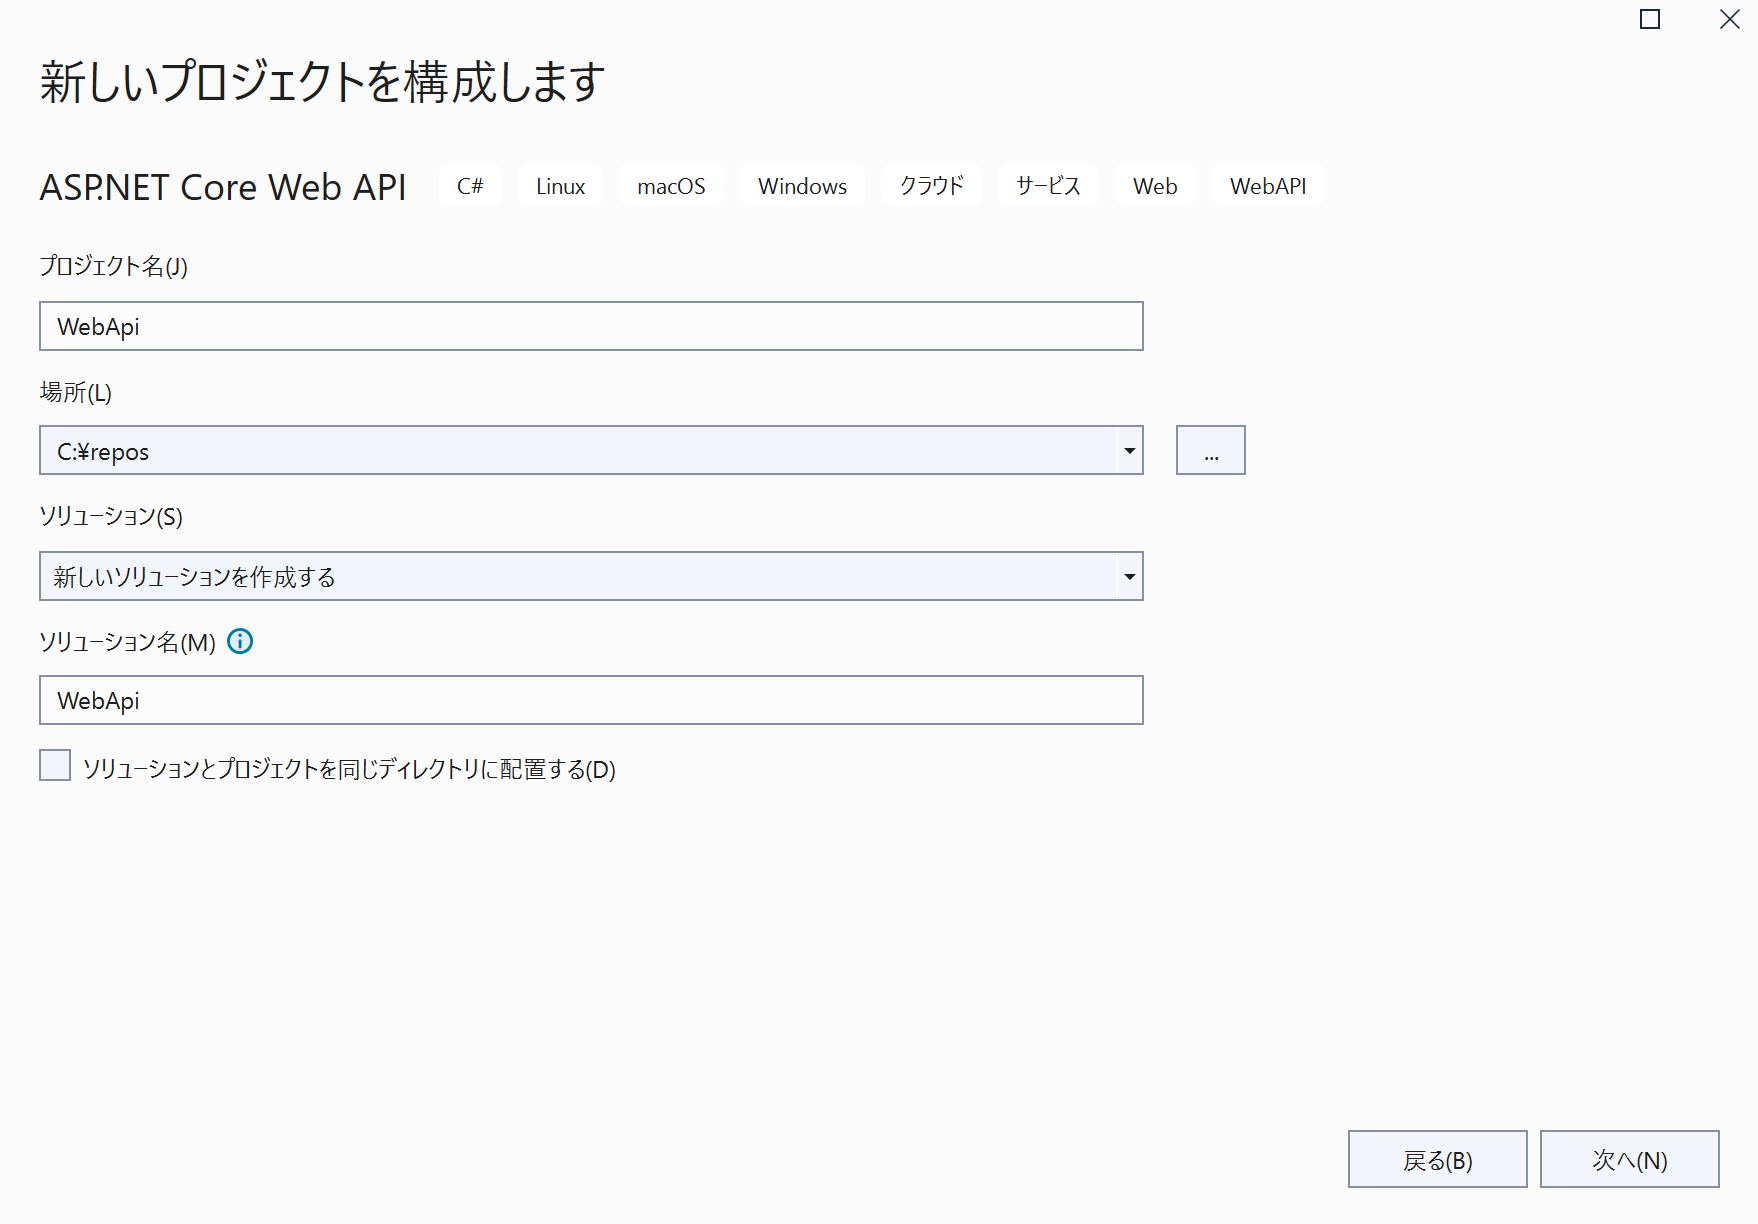 新しいプロジェクトを構成します
ASP.NET Core Web API C# Linux macOS Windows クラウド サービス Web WebAPI
プロジェクト名(J)
WebApi
場所(L)
C:¥repos
...
ソリューション(S)
新しいソリューションを作成する
ソリューション名(M)
WebApi
ソリューションとプロジェクトを同じディレクトリに配置する(D)
戻る(B) 次へ(N)